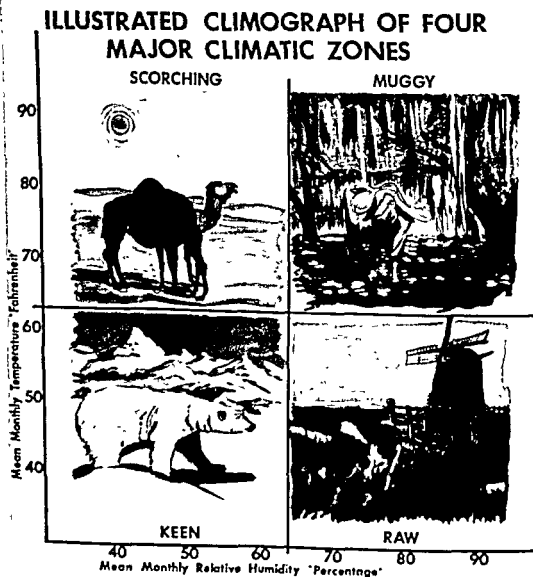 ILLUSTRATED CLIMOGRAPH OF FOUR
MAJOR CLIMATIC ZONES
SCORCHING
MUGGY
90
80
70
60
50
40
Mean Monthly Temperature "Fahrenheit"
KEEN
RAW
40
50
60
70
80
90
Mean Monthly Relative Humidity "Percentage"